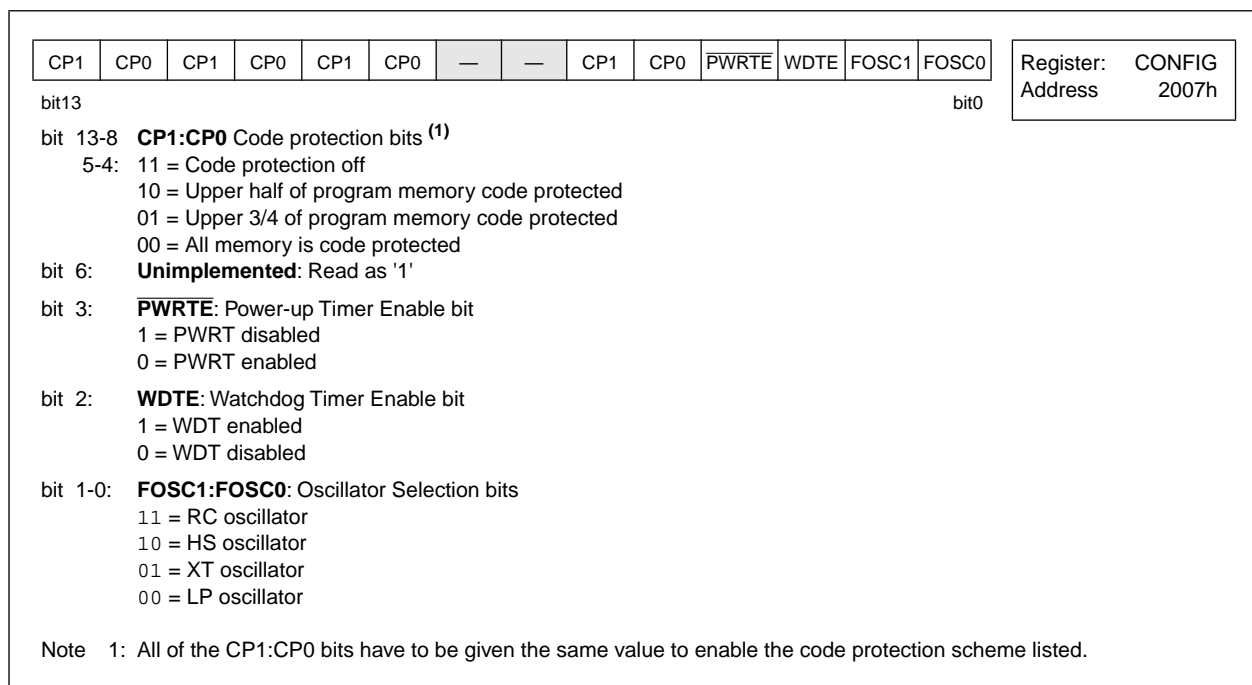 CP1 CP0 CP1 CP0 CP1 CP0 — — CP1 CP0 PWRTE WDTE FOSC1 FOSC0
bit13 bit0
Register: CONFIG
Address 2007h
bit 13-8 CP1:CP0 Code protection bits (1)
5-4: 11 = Code protection off
10 = Upper half of program memory code protected
01 = Upper 3/4 of program memory code protected
00 = All memory is code protected
bit 6: Unimplemented: Read as '1'
bit 3: PWRTE: Power-up Timer Enable bit
1 = PWRT disabled
0 = PWRT enabled
bit 2: WDTE: Watchdog Timer Enable bit
1 = WDT enabled
0 = WDT disabled
bit 1-0: FOSC1:FOSC0: Oscillator Selection bits
11 = RC oscillator
10 = HS oscillator
01 = XT oscillator
00 = LP oscillator
Note 1: All of the CP1:CP0 bits have to be given the same value to enable the code protection scheme listed.